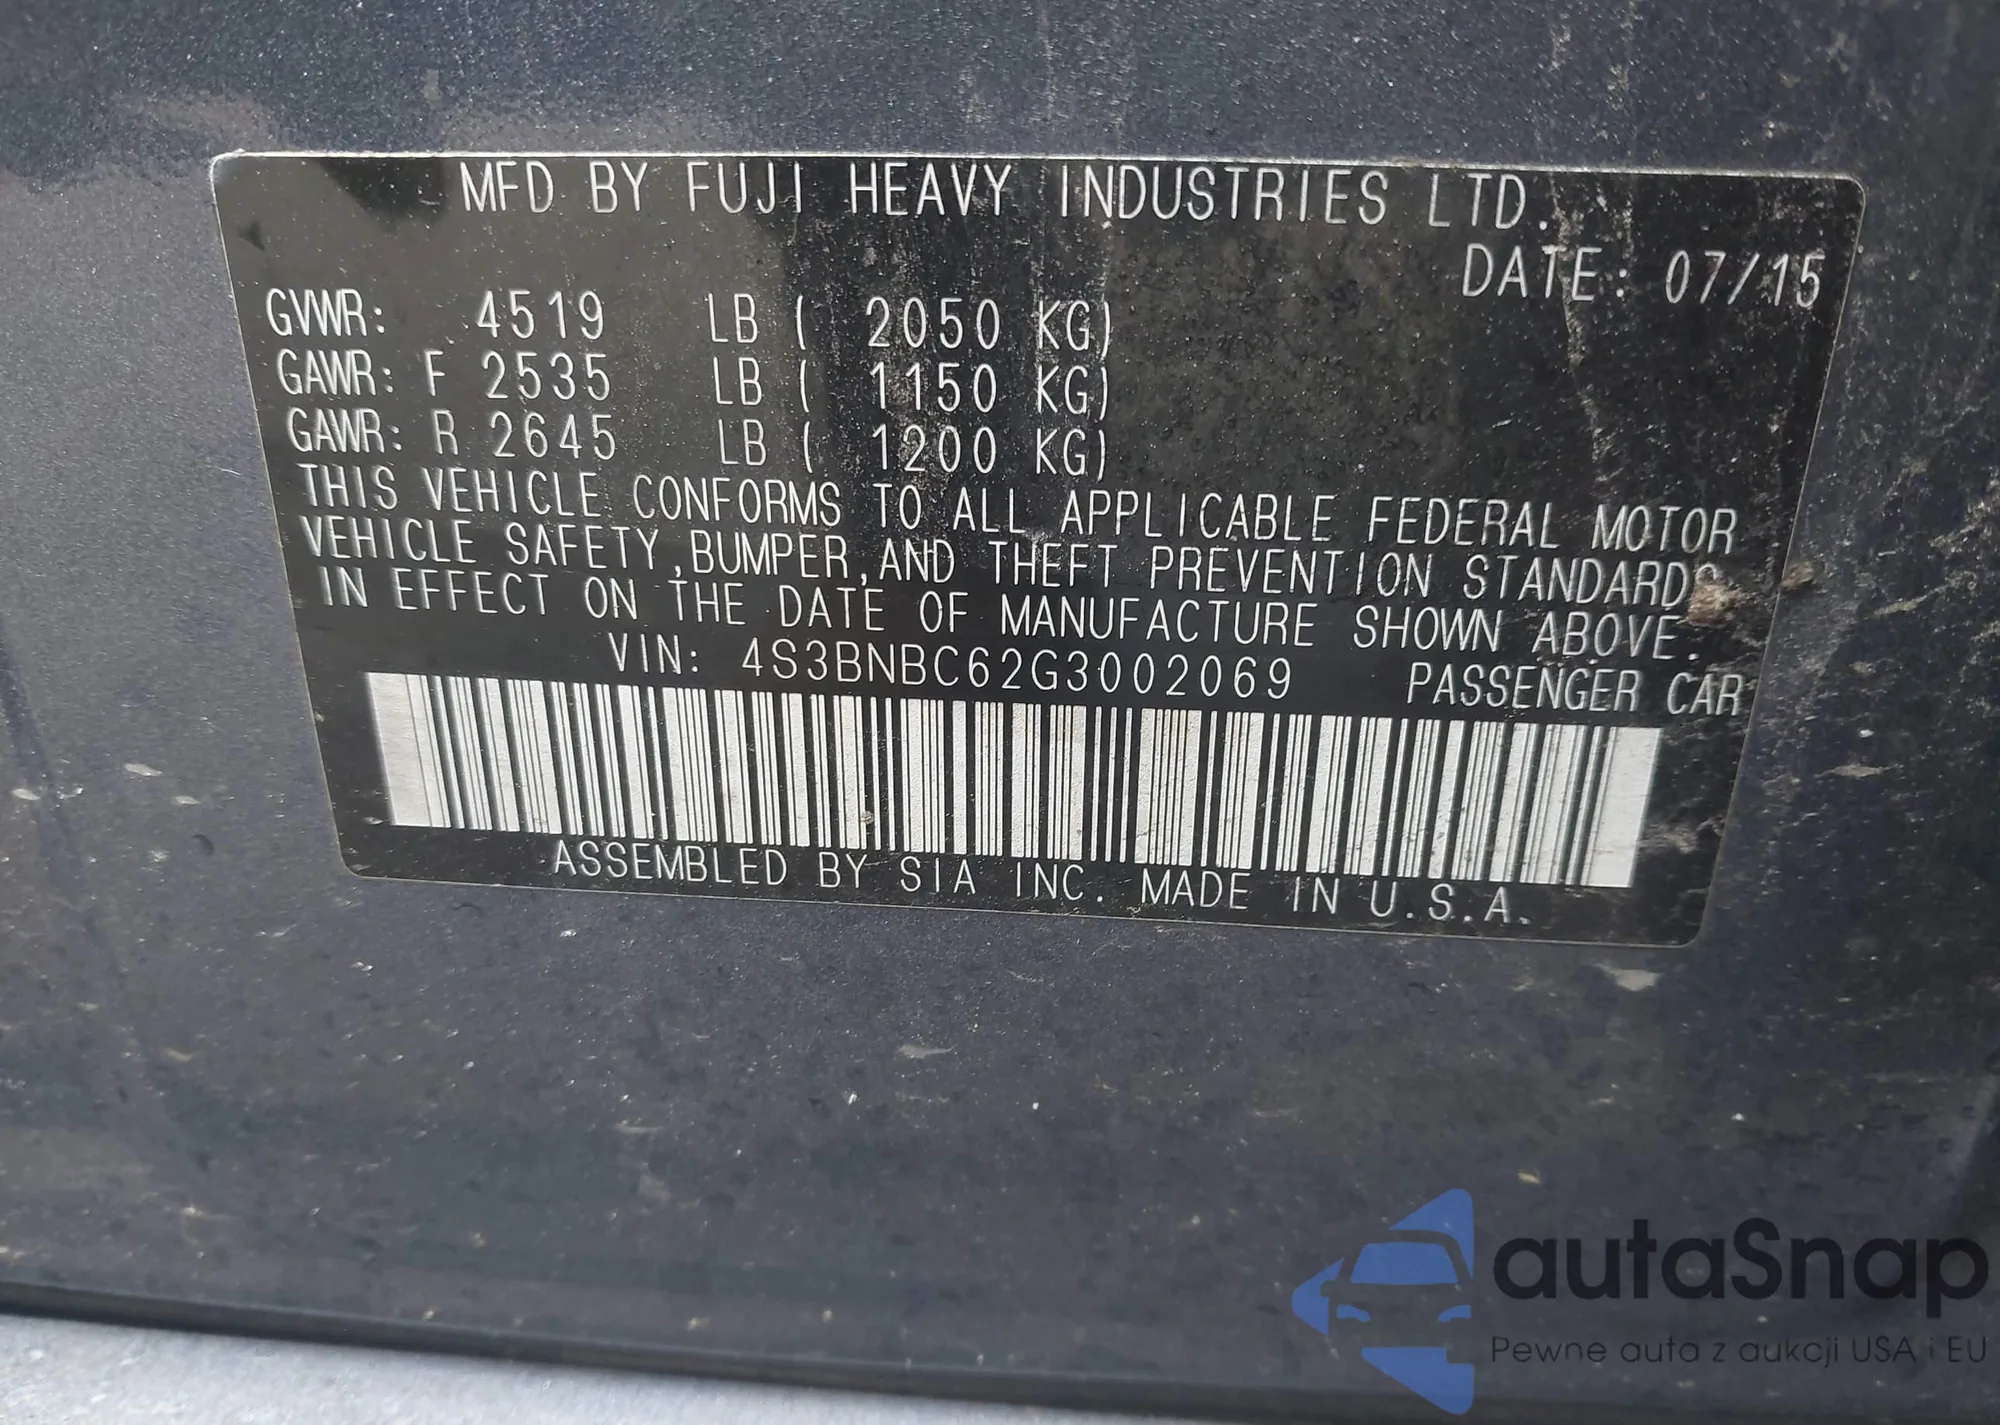 MFD BY FUJI HEAVY INDUSTRIES LTD.
DATE: 07/15
GVWR: 4519 LB ( 2050 KG)
GAWR: F 2535 LB ( 1150 KG)
GAWR: R 2645 LB ( 1200 KG)
THIS VEHICLE CONFORMS TO ALL APPLICABLE FEDERAL MOTOR
VEHICLE SAFETY,BUMPER,AND THEFT PREVENTION STANDARDS
IN EFFECT ON THE DATE OF MANUFACTURE SHOWN ABOVE.
VIN: 4S3BNBC62G3002069 PASSENGER CAR
ASSEMBLED BY SIA INC. MADE IN U.S.A.
autaSnap
Pewne auta z aukcji USA i EU